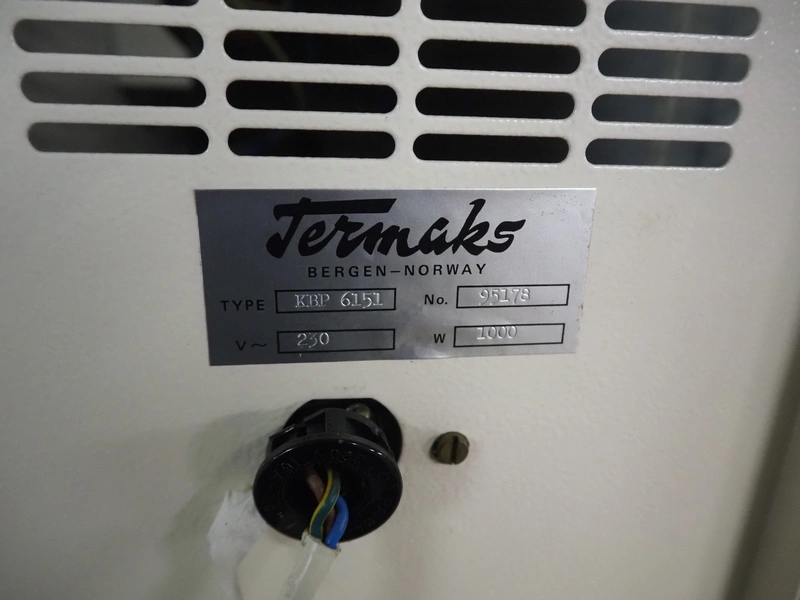 Termaks
BERGEN-NORWAY
TYPE KBP 6151 No. 95178
V~ 230 W 1000